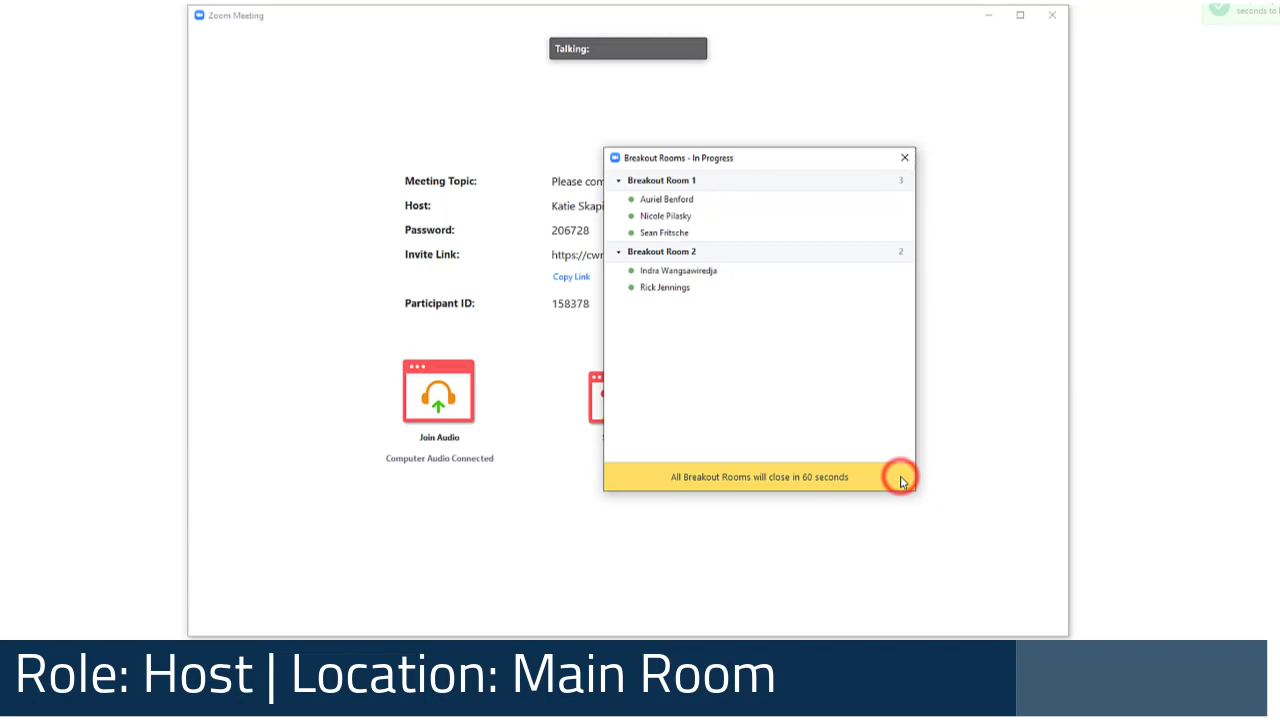 Zoom Meeting
seconds to
Talking:
Breakout Rooms - In Progress
Meeting Topic: Please com
Breakout Room 1 3
Auriel Benford
Host: Katie Skapi
Nicole Pilasky
Password: 206728
Sean Fritsche
Invite Link: https://cwr
Breakout Room 2 2
Copy Link
Indra Wangsawiredja
Rick Jennings
Participant ID: 158378
Join Audio
Computer Audio Connected
All Breakout Rooms will close in 60 seconds
Role: Host | Location: Main Room